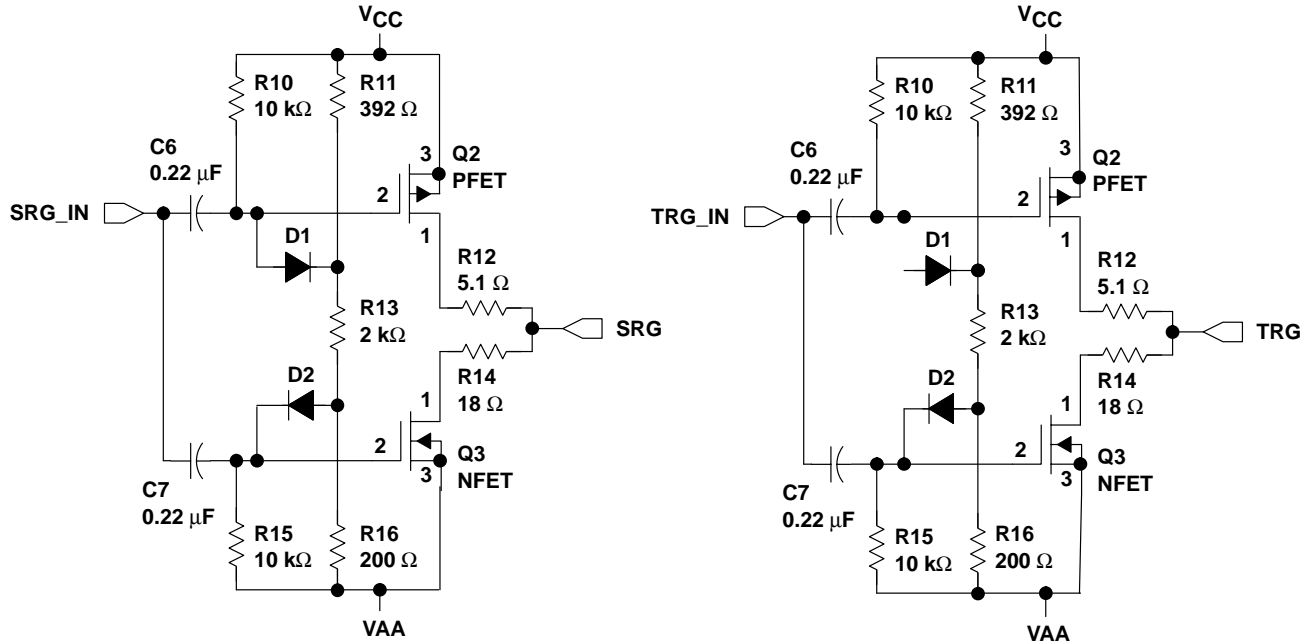 VCC
R10
10 kΩ
R11
392 Ω
C6
0.22 μF
3
Q2
PFET
2
SRG_IN
D1
1
R12
5.1 Ω
R13
2 kΩ
SRG
D2
R14
18 Ω
1
2
Q3
NFET
3
C7
0.22 μF
R15
10 kΩ
R16
200 Ω
VAA
VCC
R10
10 kΩ
R11
392 Ω
C6
0.22 μF
3
Q2
PFET
2
TRG_IN
D1
1
R12
5.1 Ω
R13
2 kΩ
TRG
D2
R14
18 Ω
1
2
Q3
NFET
3
C7
0.22 μF
R15
10 kΩ
R16
200 Ω
VAA